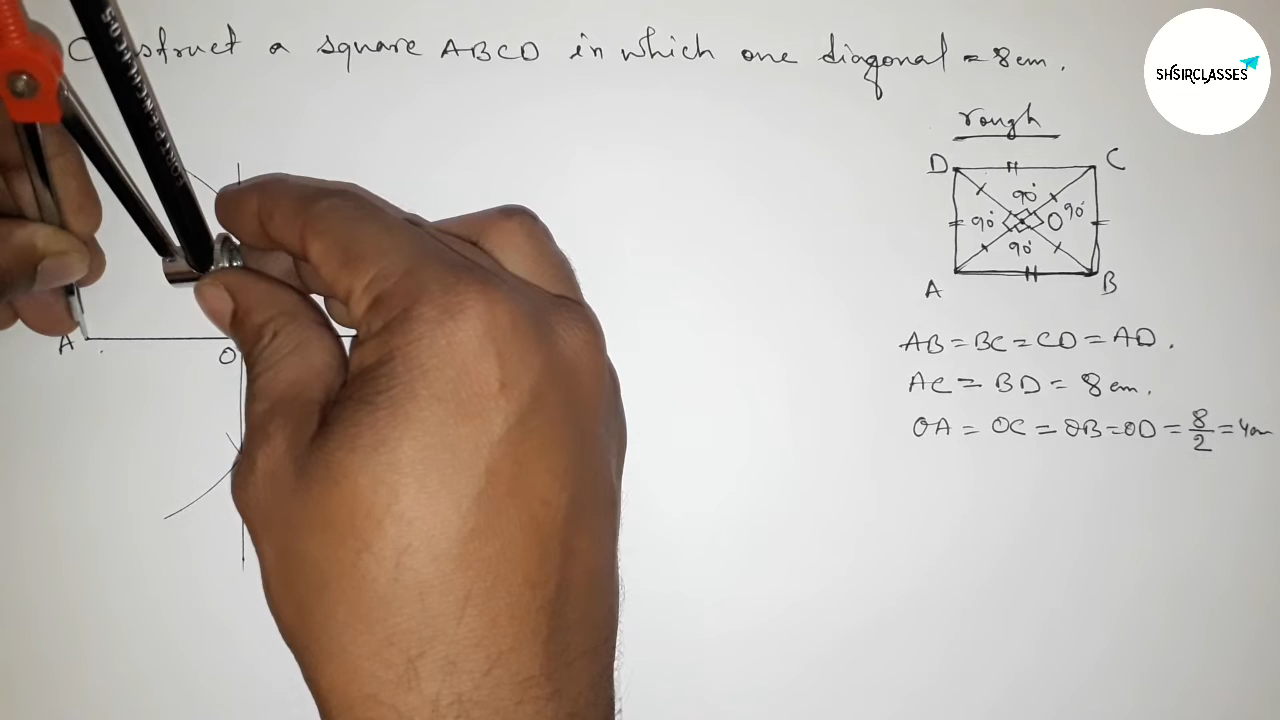 Construct a square ABCD in which one diagonal = 8 cm.
SHSIRCLASSES
rough
D C
90°
90° O 90°
90°
A B
AB = BC = CD = AD.
AC = BD = 8 cm.
OA = OC = OB = OD = 8/2 = 4cm
A O